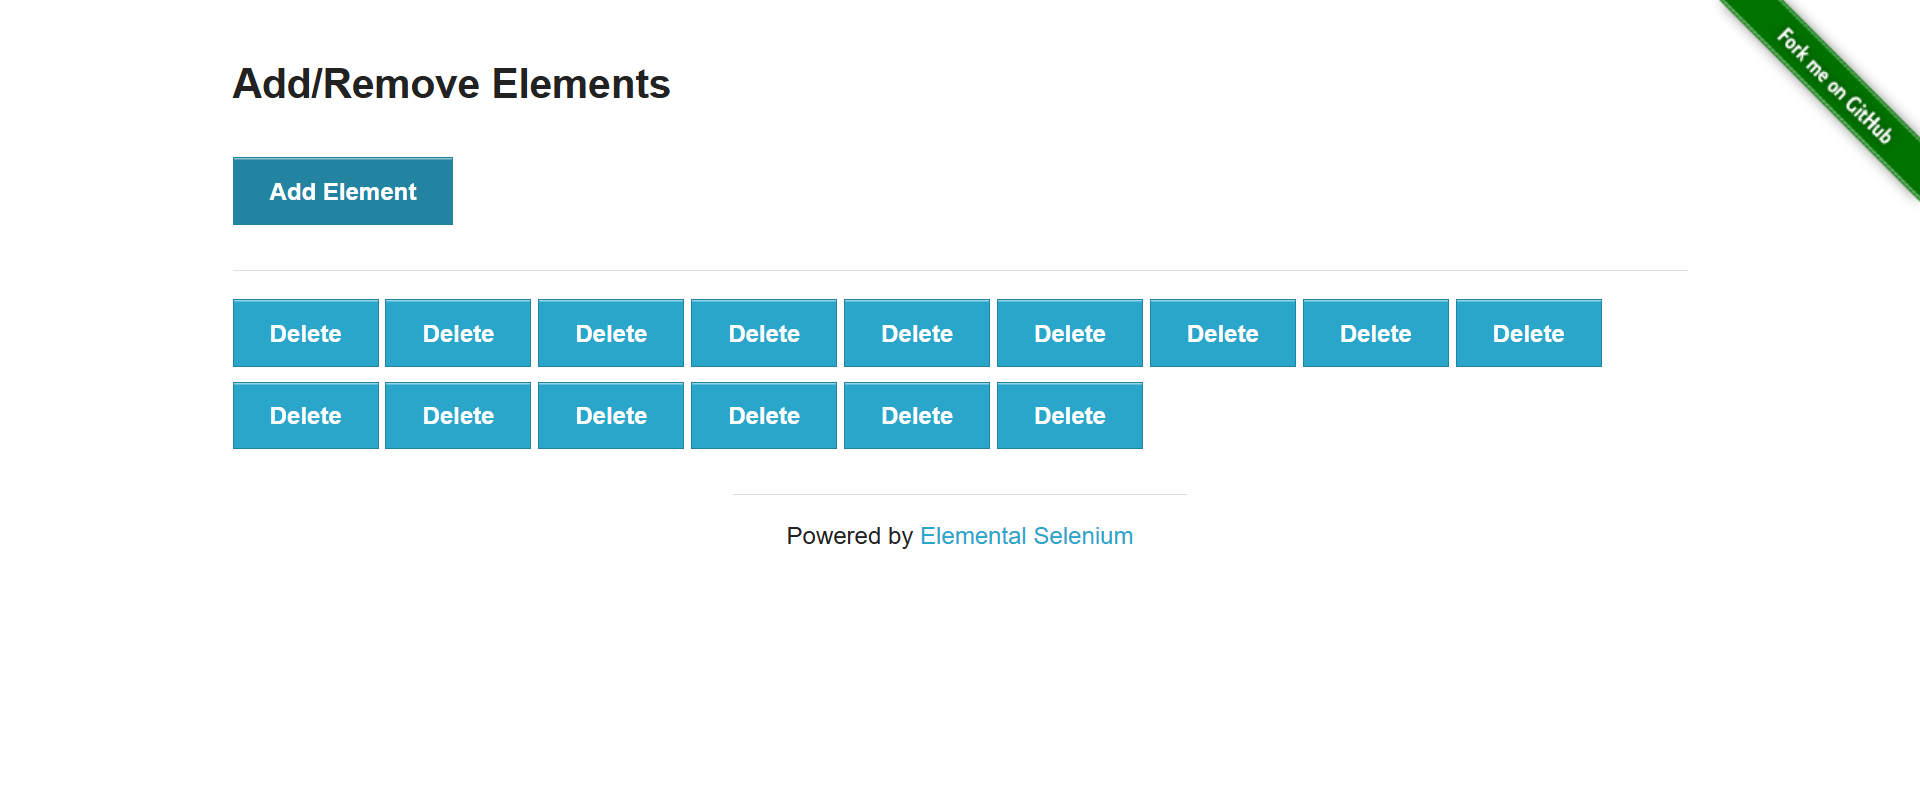 Fork me on GitHub
Add/Remove Elements
Add Element
Delete Delete Delete Delete Delete Delete Delete Delete Delete
Delete Delete Delete Delete Delete Delete
Powered by Elemental Selenium